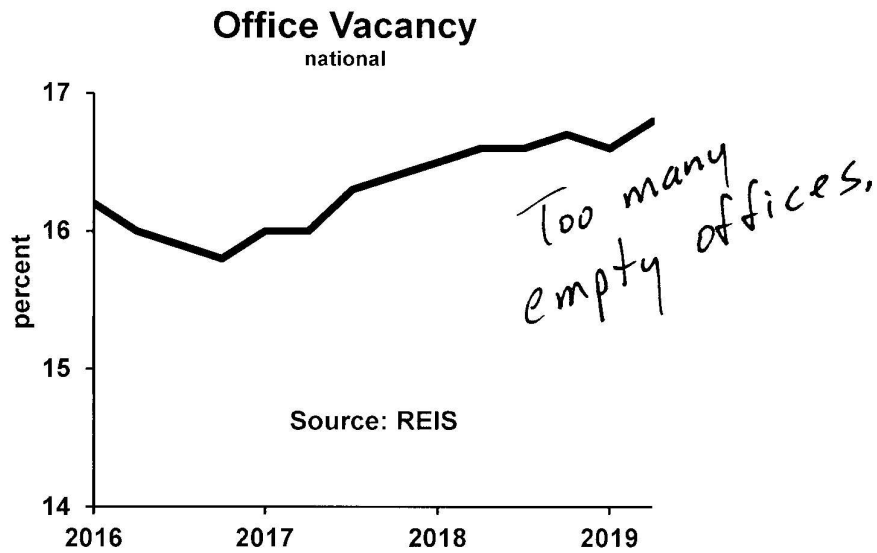 Office Vacancy
national
17
16
15
14
percent
Too many
empty offices.
Source: REIS
2016 2017 2018 2019